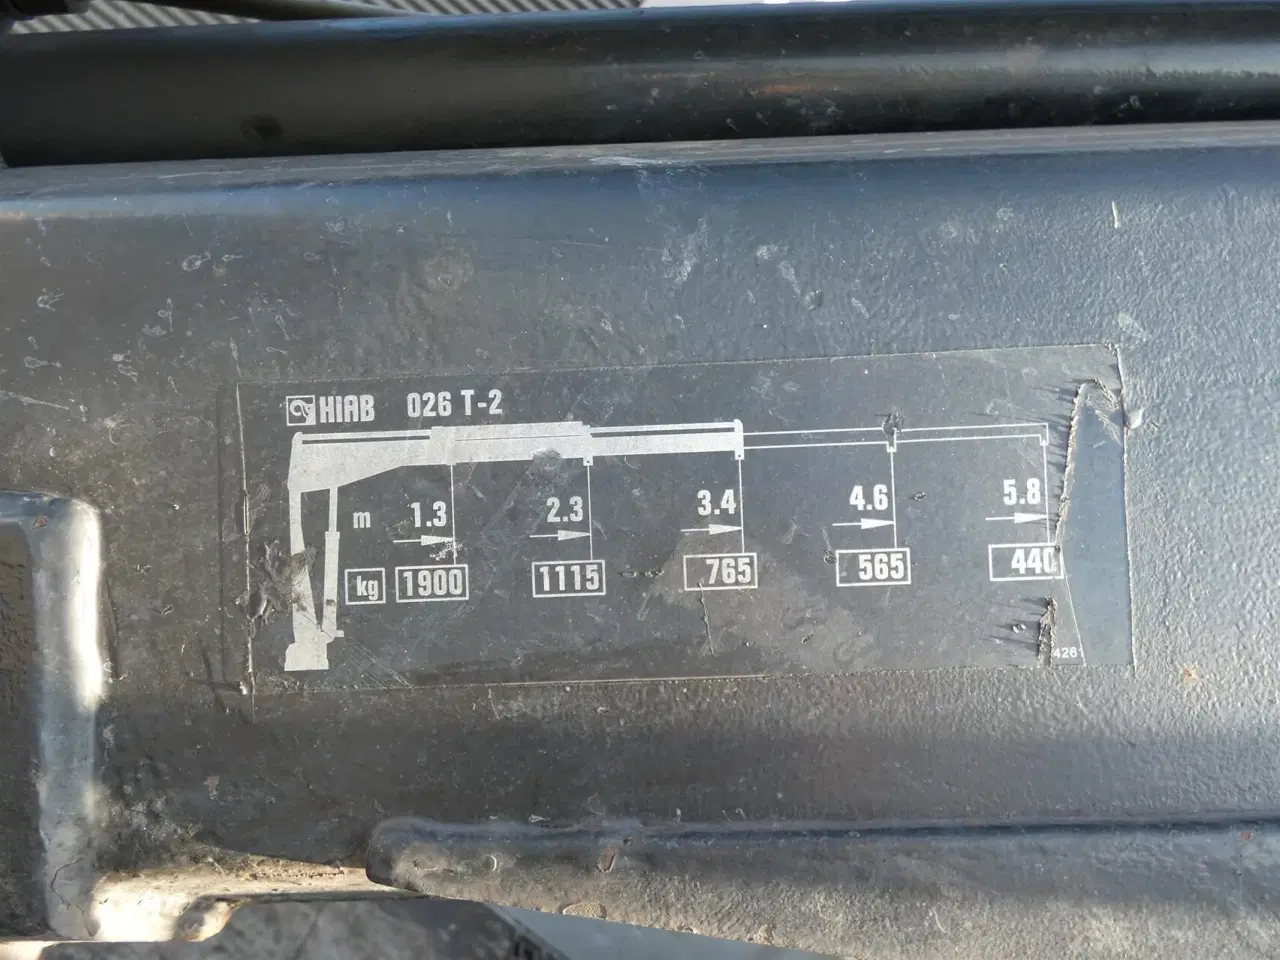 HIAB 026 T-2
m 1.3 2.3 3.4 4.6 5.8
kg 1900 1115 765 565 440
4261